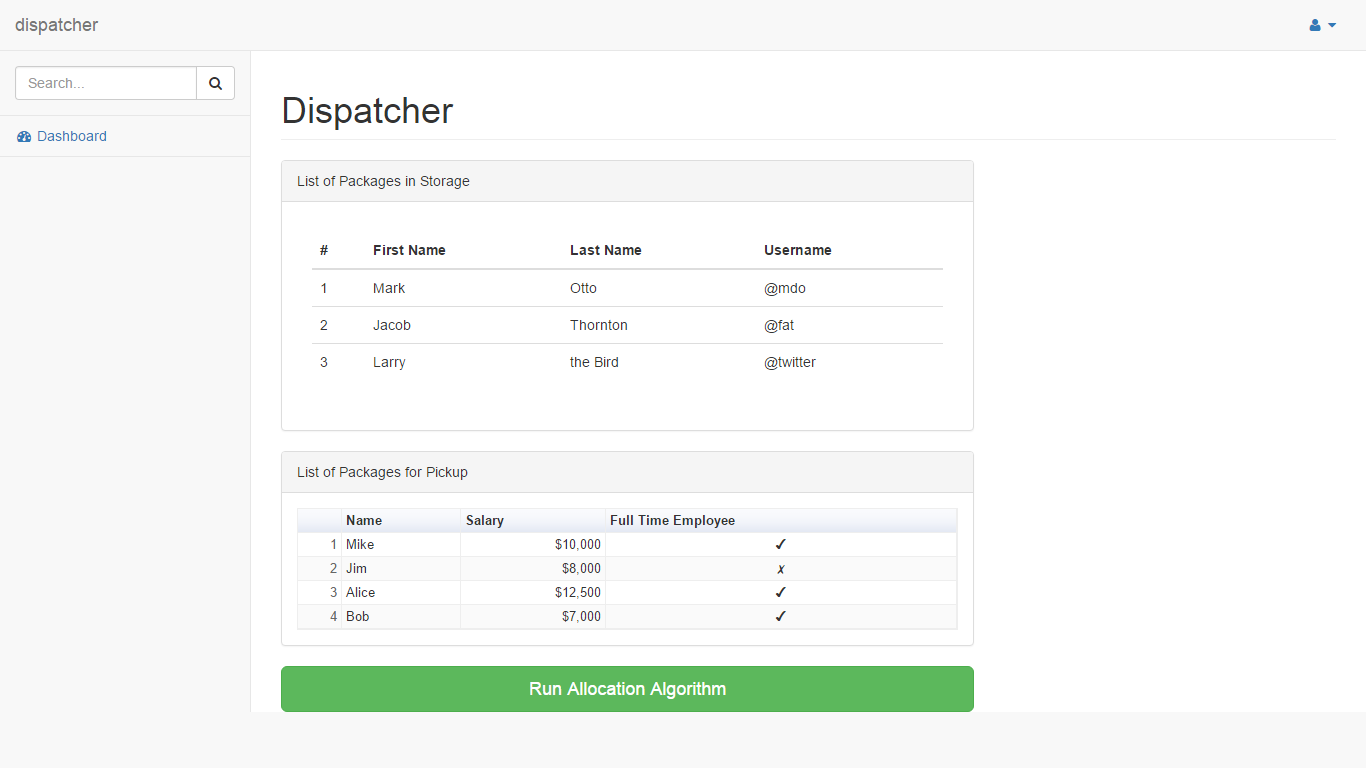 dispatcher
Search...
Dashboard
Dispatcher
List of Packages in Storage
# First Name Last Name Username
1 Mark Otto @mdo
2 Jacob Thornton @fat
3 Larry the Bird @twitter
List of Packages for Pickup
Name Salary Full Time Employee
1 Mike $10,000 ✔
2 Jim $8,000 ✗
3 Alice $12,500 ✔
4 Bob $7,000 ✔
Run Allocation Algorithm